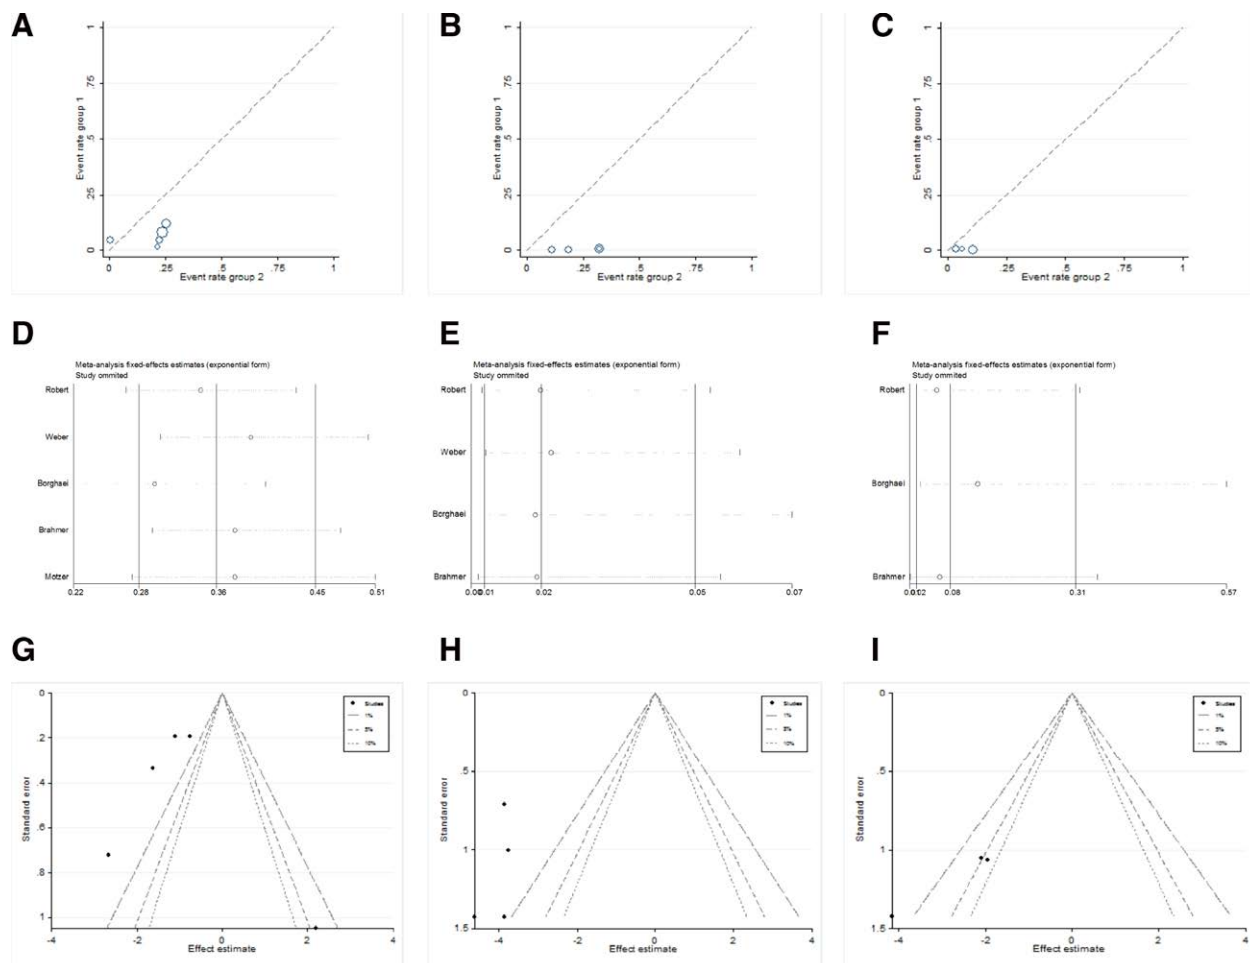 A
Event rate group 1
1
.75
.5
.25
0
0
.25
.5
.75
1
Event rate group 2
B
Event rate group 1
1
.75
.5
.25
0
0
.25
.5
.75
1
Event rate group 2
C
Event rate group 1
1
.75
.5
.25
0
0
.25
.5
.75
1
Event rate group 2
D
Meta-analysis fixed-effects estimates (exponential form)
Study ommited
Robert
Weber
Borghaei
Brahmer
Motzer
0.22
0.28
0.36
0.45
0.51
E
Meta-analysis fixed-effects estimates (exponential form)
Study ommited
Robert
Weber
Borghaei
Brahmer
0.01
0.02
0.05
0.07
F
Meta-analysis fixed-effects estimates (exponential form)
Study ommited
Robert
Borghaei
Brahmer
0.08
0.31
0.57
G
Standard error
0
.2
.4
.6
.8
1
-4
-2
0
2
4
Effect estimate
Studies
1%
5%
10%
H
Standard error
0
.5
1
1.5
-4
-2
0
2
4
Effect estimate
Studies
1%
5%
10%
I
Standard error
0
.5
1
1.5
-4
-2
0
2
4
Effect estimate
Studies
1%
5%
10%